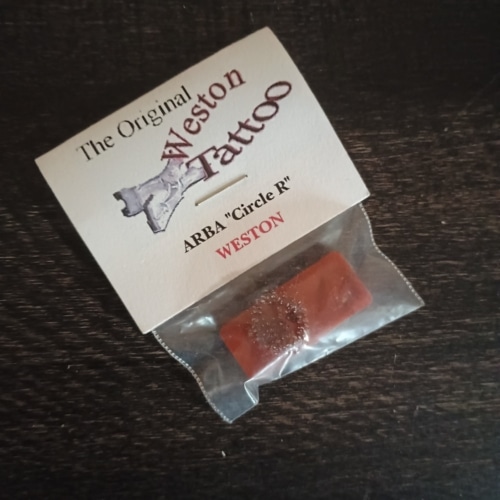 The Original
Weston
Tattoo
ARBA "Circle R"
WESTON